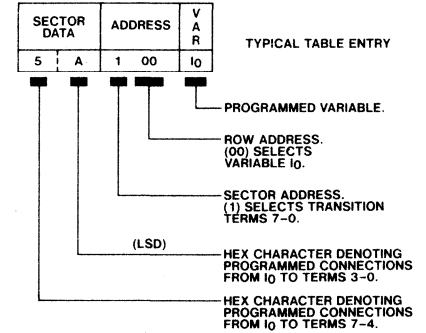 SECTOR DATA
ADDRESS
VAR
TYPICAL TABLE ENTRY
5 A 1 00 I0
PROGRAMMED VARIABLE.
ROW ADDRESS.
(00) SELECTS
VARIABLE I0.
SECTOR ADDRESS.
(1) SELECTS TRANSITION
TERMS 7-0.
(LSD)
HEX CHARACTER DENOTING
PROGRAMMED CONNECTIONS
FROM I0 TO TERMS 3-0.
HEX CHARACTER DENOTING
PROGRAMMED CONNECTIONS
FROM I0 TO TERMS 7-4.